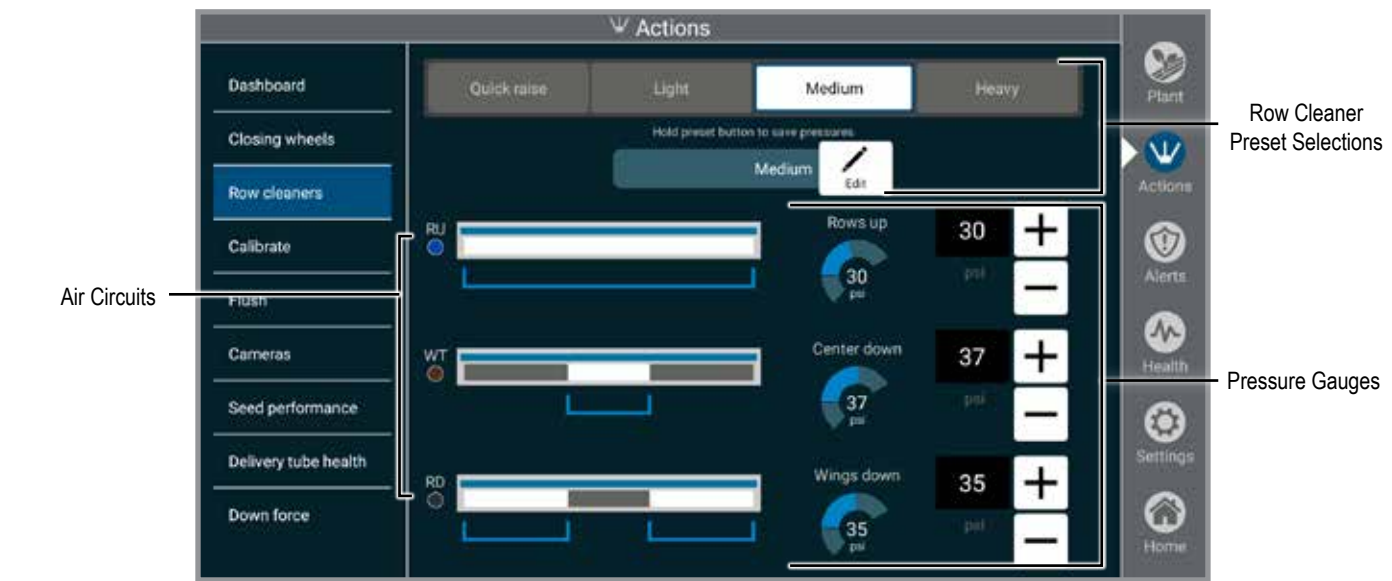 Actions
Dashboard
Closing wheels
Row cleaners
Calibrate
Flush
Cameras
Seed performance
Delivery tube health
Down force
Quick raise
Light
Medium
Heavy
Hold preset button to save pressures
Medium
Edit
RU
Rows up
30
psi
30
psi
WT
Center down
37
psi
37
psi
RD
Wings down
35
psi
35
psi
Plant
Actions
Alerts
Health
Settings
Home
Air Circuits
Row Cleaner
Preset Selections
Pressure Gauges